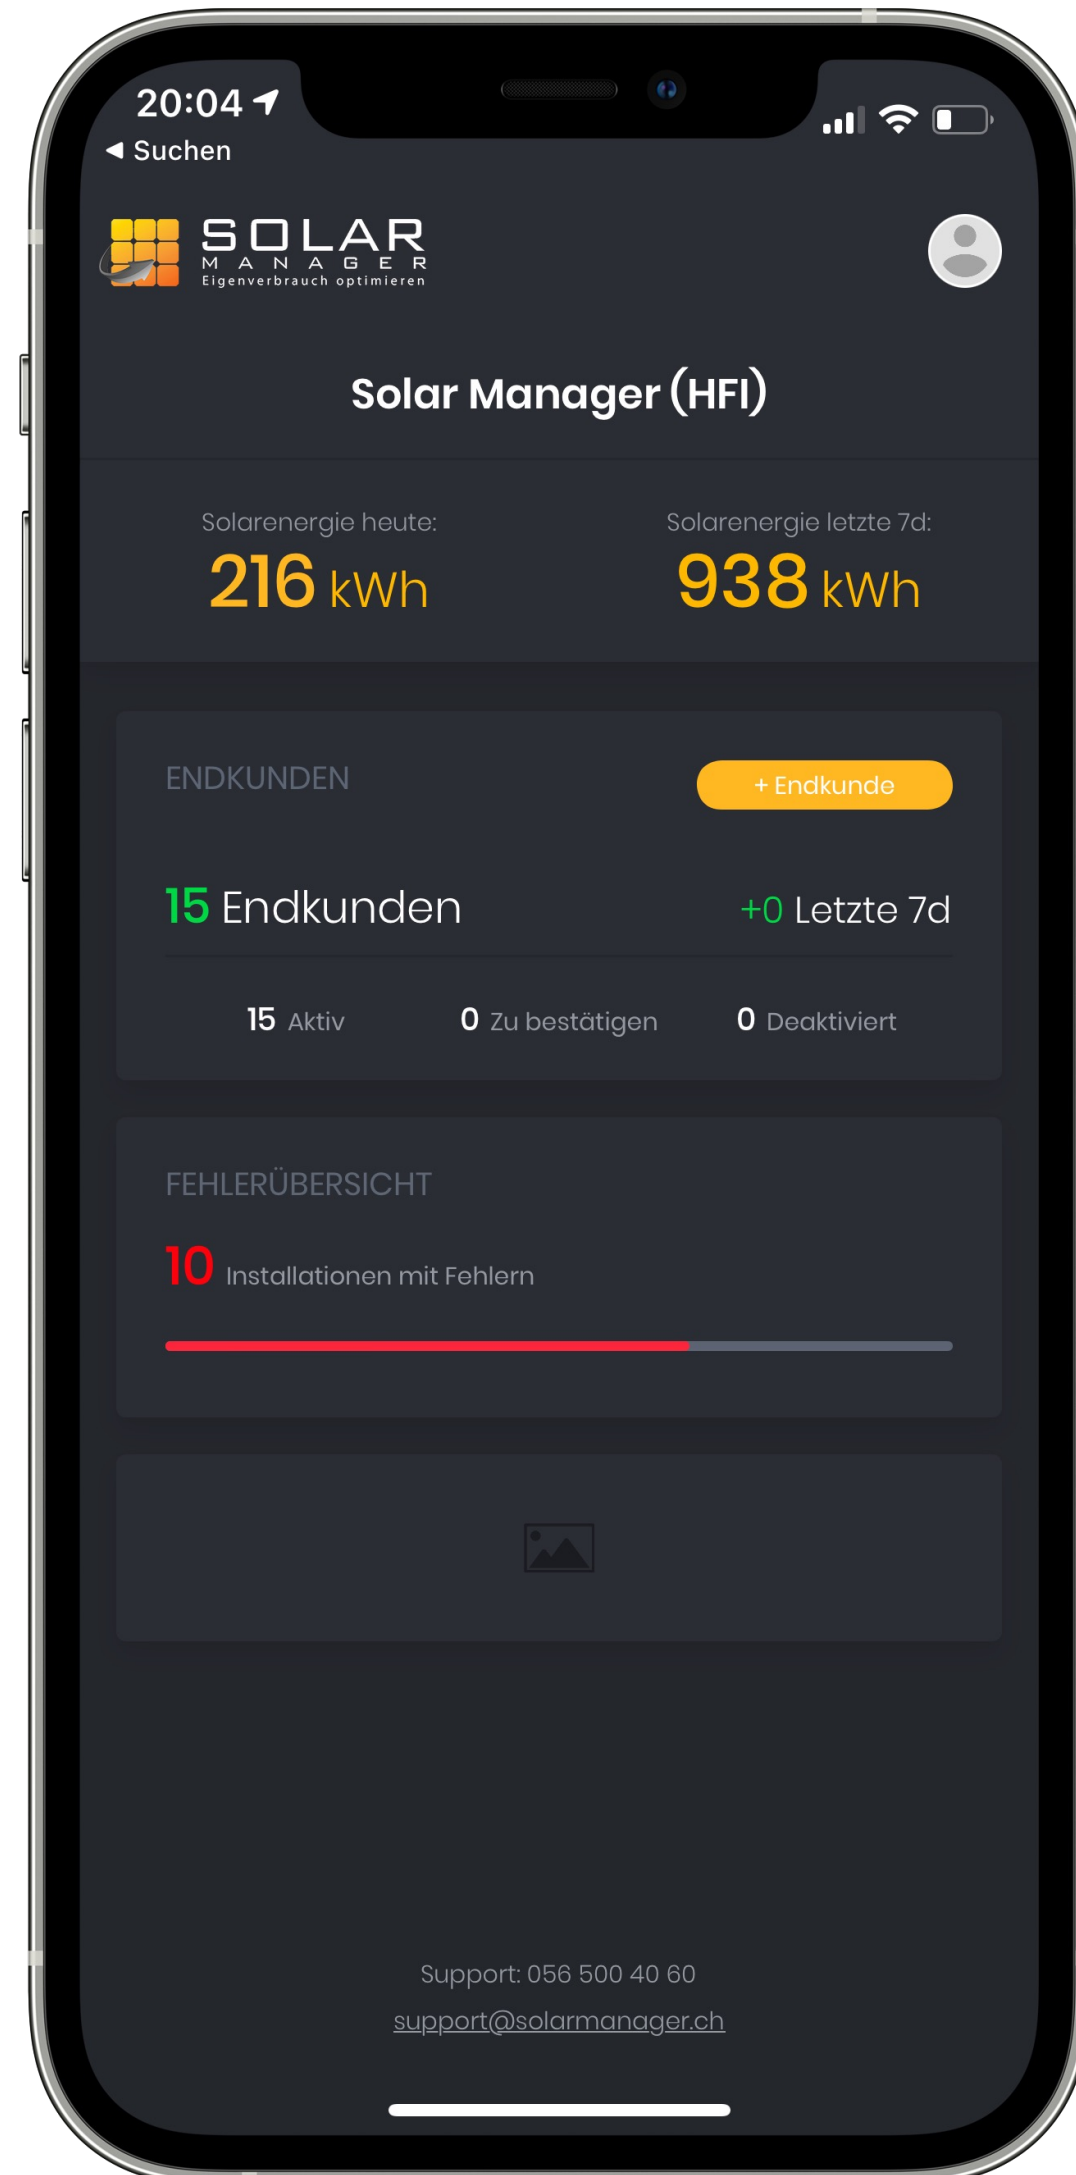 20:04
◀ Suchen
SOLAR
MANAGER
Eigenverbrauch optimieren
Solar Manager (HFI)
Solarenergie heute: Solarenergie letzte 7d:
216 kWh 938 kWh
ENDKUNDEN + Endkunde
15 Endkunden +0 Letzte 7d
15 Aktiv 0 Zu bestätigen 0 Deaktiviert
FEHLERÜBERSICHT
10 Installationen mit Fehlern
Support: 056 500 40 60
support@solarmanager.ch